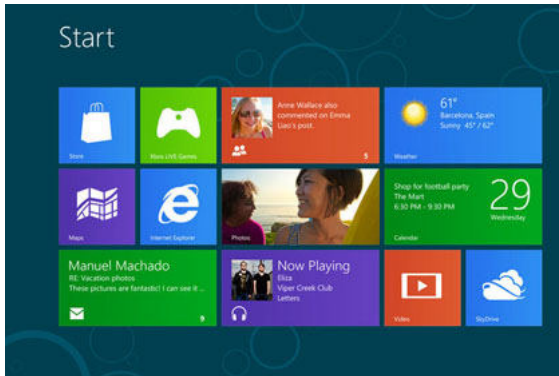 Start
Store
Xbox LIVE Games
Anne Wallace also
commented on Emma
Liao's post.
5
61°
Barcelona, Spain
Sunny 45°/ 62°
Weather
Maps
Internet Explorer
Photos
Shop for football party
The Mart
6:30 PM - 9:30 PM
29
Wednesday
Calendar
Manuel Machado
RE: Vacation photos
These pictures are fantastic! I can see it ...
9
Now Playing
Eliza
Viper Creek Club
Letters
Video
SkyDrive